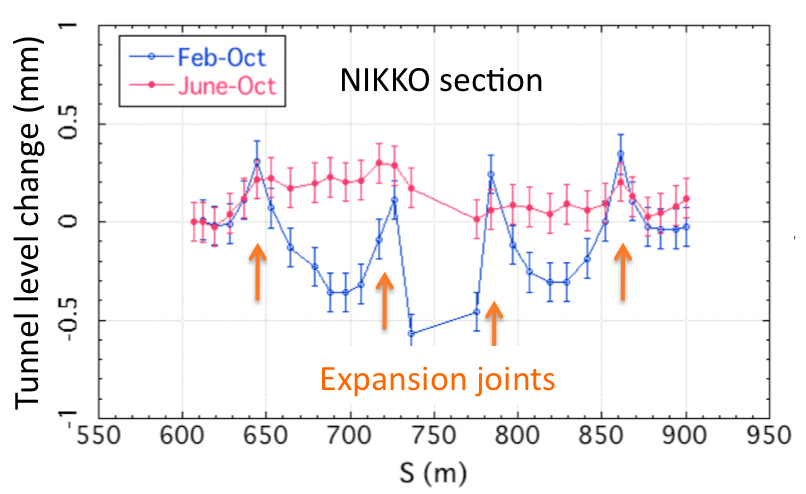 Feb-Oct
June-Oct
NIKKO section
Tunnel level change (mm)
1
0.5
0
-0.5
-1
Expansion joints
550 600 650 700 750 800 850 900 950
S (m)